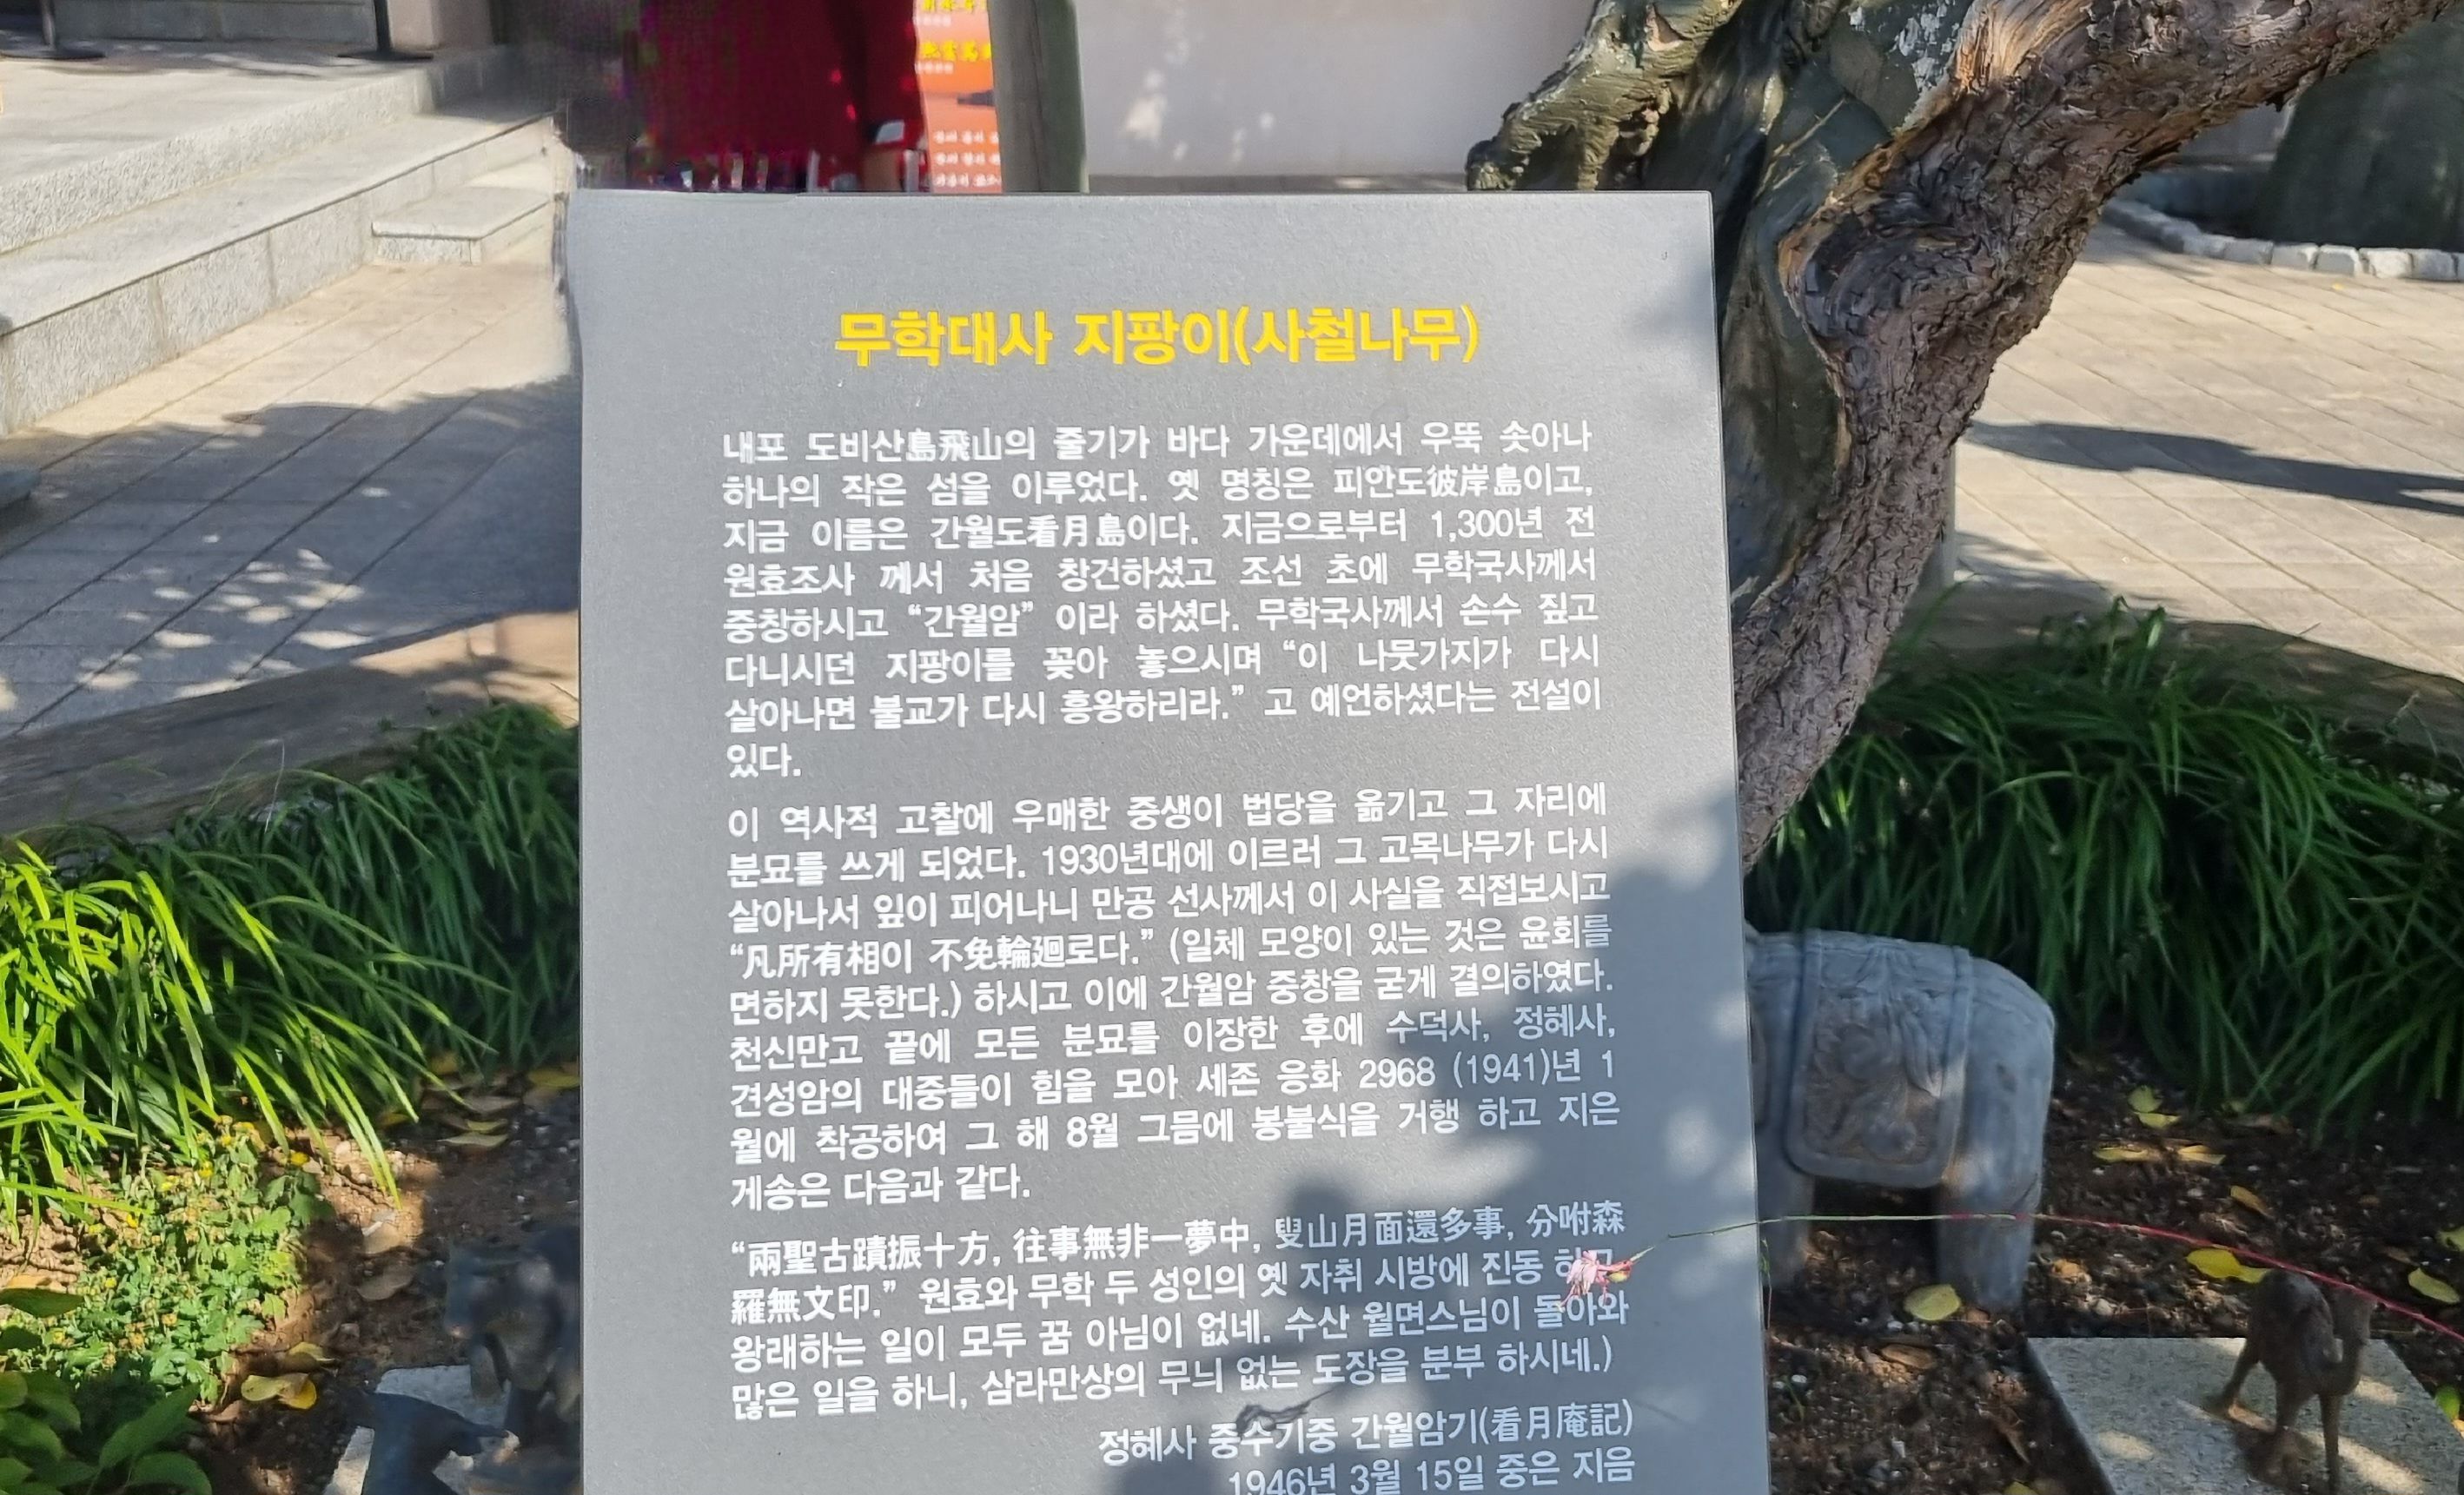 무학대사 지팡이(사철나무)
내포 도비산島飛山의 줄기가 바다 가운데에서 우뚝 솟아나
하나의 작은 섬을 이루었다. 옛 명칭은 피안도彼岸島이고,
지금 이름은 간월도看月島이다. 지금으로부터 1,300년 전
원효조사 께서 처음 창건하셨고 조선 초에 무학국사께서
중창하시고 “간월암” 이라 하셨다. 무학국사께서 손수 짚고
다니시던 지팡이를 꽂아 놓으시며 “이 나뭇가지가 다시
살아나면 불교가 다시 흥왕하리라.” 고 예언하셨다는 전설이
있다.
이 역사적 고찰에 우매한 중생이 법당을 옮기고 그 자리에
분묘를 쓰게 되었다. 1930년대에 이르러 그 고목나무가 다시
살아나서 잎이 피어나니 만공 선사께서 이 사실을 직접보시고
“凡所有相이 不免輪廻로다.” (일체 모양이 있는 것은 윤회를
면하지 못한다.) 하시고 이에 간월암 중창을 굳게 결의하였다.
천신만고 끝에 모든 분묘를 이장한 후에 수덕사, 정혜사,
견성암의 대중들이 힘을 모아 세존 응화 2968 (1941)년 1
월에 착공하여 그 해 8월 그믐에 봉불식을 거행 하고 지은
게송은 다음과 같다.
“兩聖古蹟振十方, 往事無非一夢中, 叟山月面還多事, 分咐森
羅無文印.” 원효와 무학 두 성인의 옛 자취 시방에 진동
왕래하는 일이 모두 꿈 아님이 없네. 수산 월면스님이 돌아와
많은 일을 하니, 삼라만상의 무늬 없는 도장을 분부 하시네.)
정혜사 중수기중 간월암기(看月庵記)
1946년 3월 15일 중은 지음